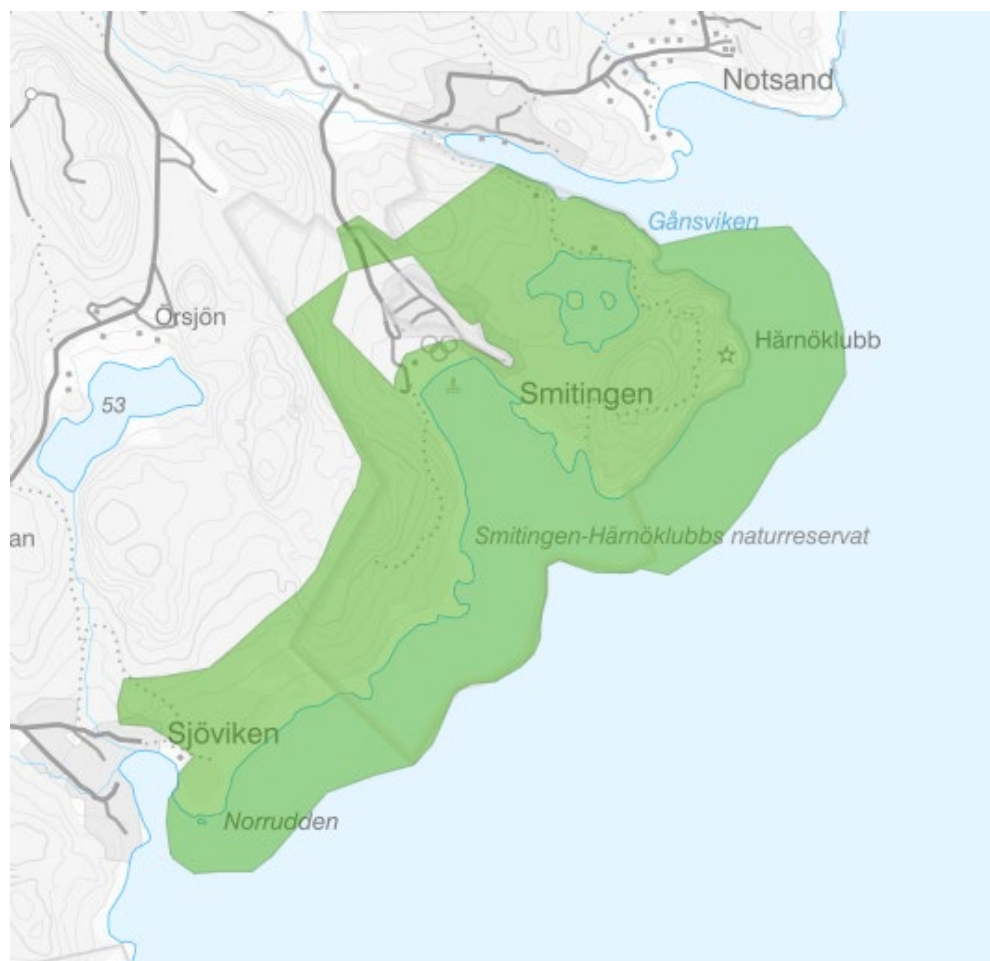 Notsand
Gånsviken
Örsjön
Härnöklubb
53
Smitingen
an
Smitingen-Härnöklubbs naturreservat
Sjöviken
Norrudden